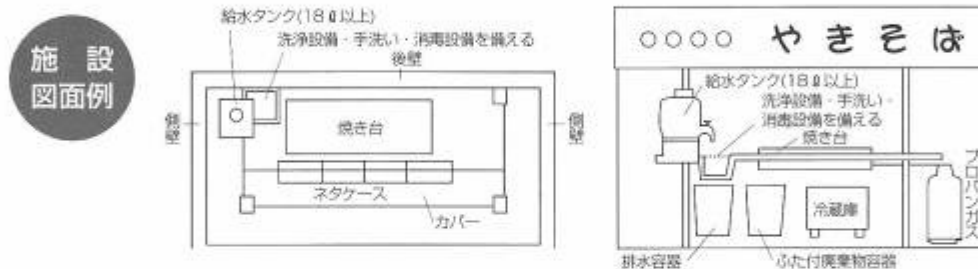 施設
図面例
給水タンク(18ℓ以上)
洗浄設備・手洗い・消毒設備を備える
後壁
側壁
焼き台
側壁
ネタケース
カバー
○○○○ やきそば
給水タンク(18ℓ以上)
洗浄設備・手洗い・
消毒設備を備える
焼き台
プロパンガス
冷蔵庫
排水容器
ふた付廃棄物容器